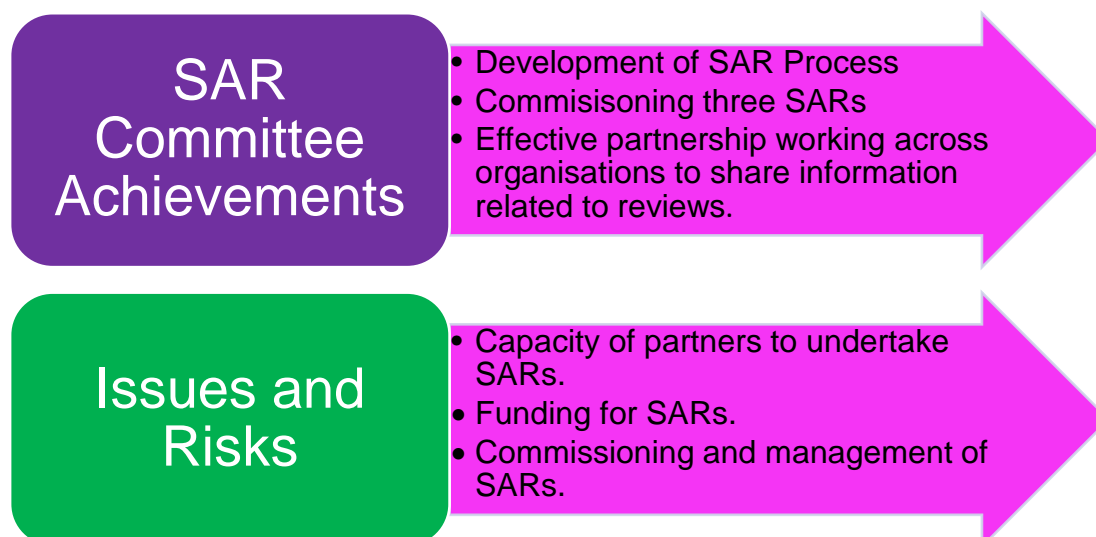 SAR
Committee
Achievements
• Development of SAR Process
• Commisisoning three SARs
• Effective partnership working across
organisations to share information
related to reviews.
Issues and
Risks
• Capacity of partners to undertake
SARs.
• Funding for SARs.
• Commissioning and management of
SARs.